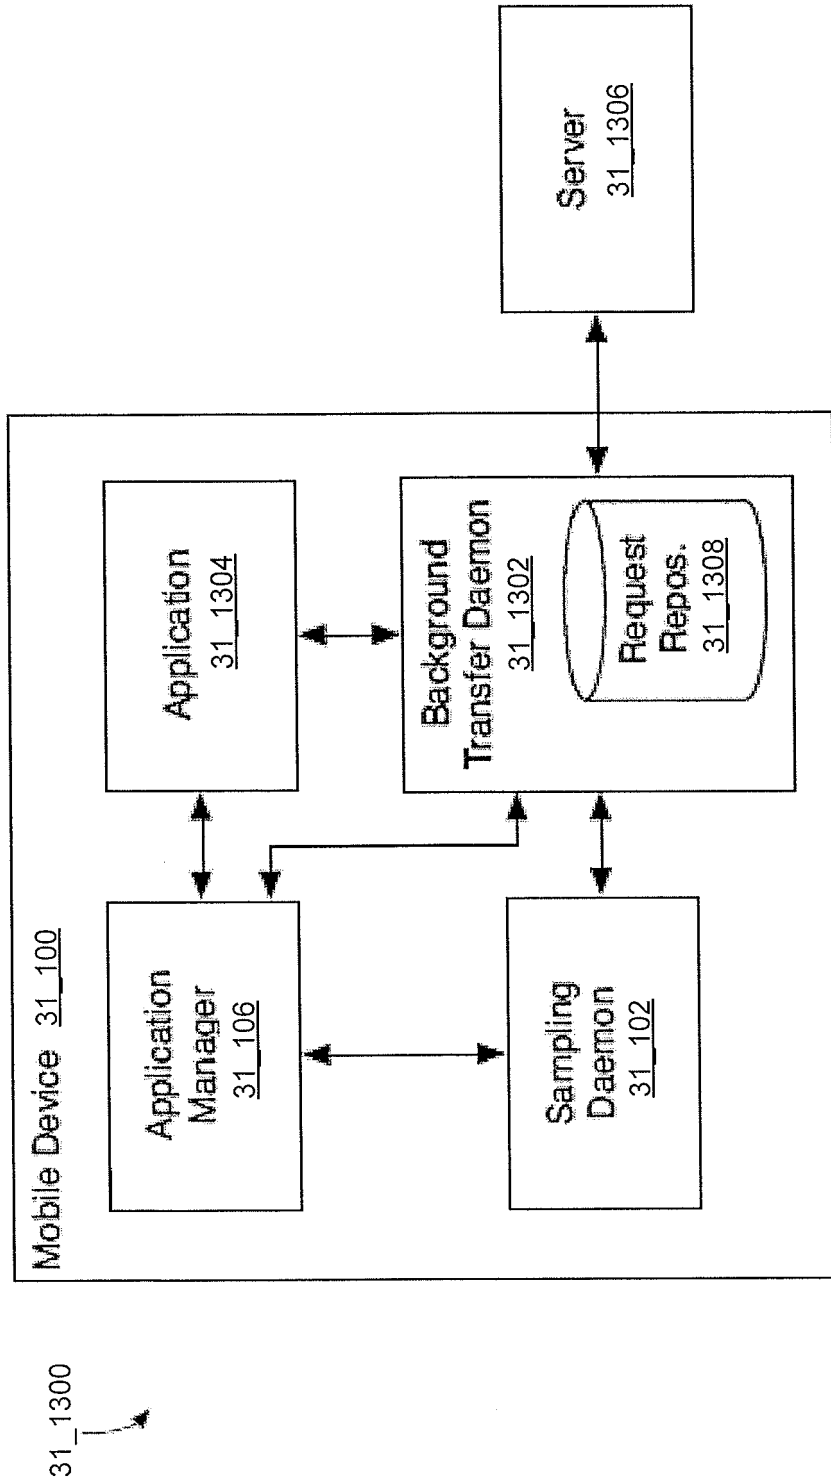 31_1300
Mobile Device 31_100
Application
Manager
31_106
Application
31_1304
Sampling
Daemon
31_102
Background
Transfer Daemon
31_1302
Request
Repos.
31_1308
Server
31_1306